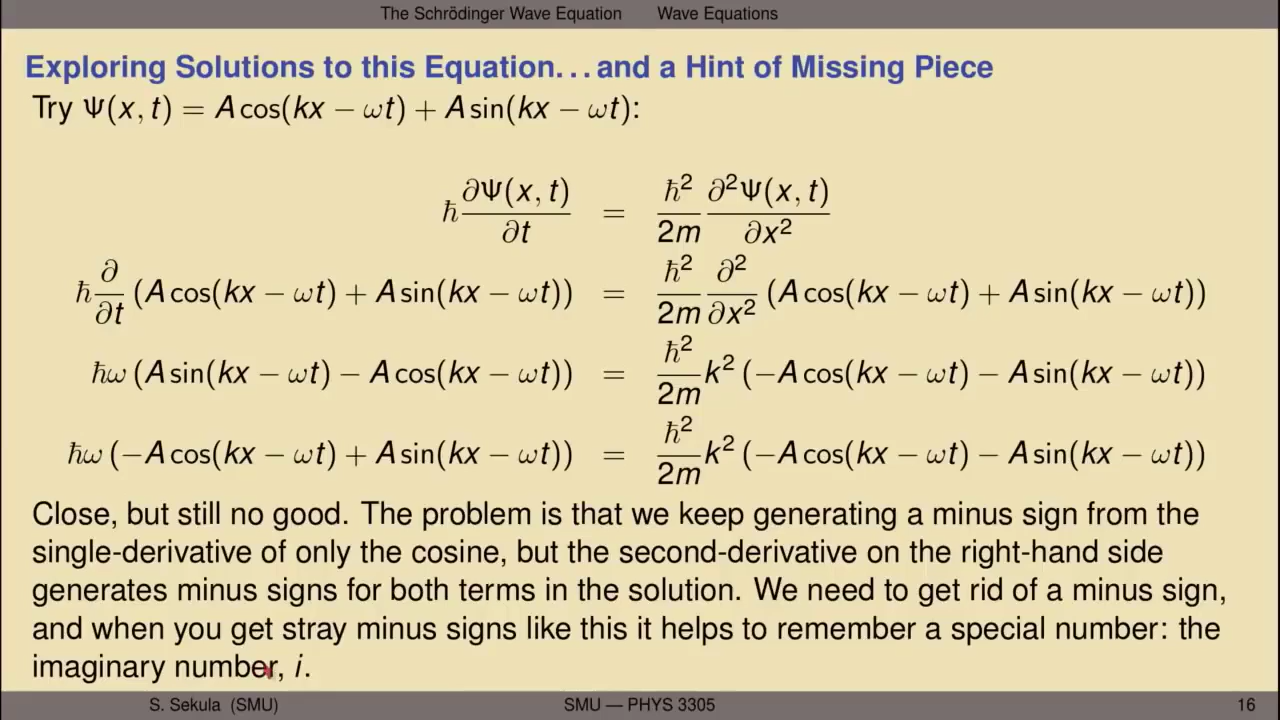 The Schrödinger Wave Equation Wave Equations
Exploring Solutions to this Equation. . . and a Hint of Missing Piece
Try Ψ(x, t) = A cos(kx − ωt) + A sin(kx − ωt):
ℏ ∂Ψ(x, t)/∂t = ℏ²/2m ∂²Ψ(x, t)/∂x²
ℏ ∂/∂t (A cos(kx − ωt) + A sin(kx − ωt)) = ℏ²/2m ∂²/∂x² (A cos(kx − ωt) + A sin(kx − ωt))
ℏω (A sin(kx − ωt) − A cos(kx − ωt)) = ℏ²/2m k² (−A cos(kx − ωt) − A sin(kx − ωt))
ℏω (−A cos(kx − ωt) + A sin(kx − ωt)) = ℏ²/2m k² (−A cos(kx − ωt) − A sin(kx − ωt))
Close, but still no good. The problem is that we keep generating a minus sign from the
single-derivative of only the cosine, but the second-derivative on the right-hand side
generates minus signs for both terms in the solution. We need to get rid of a minus sign,
and when you get stray minus signs like this it helps to remember a special number: the
imaginary number, i.
S. Sekula (SMU) SMU — PHYS 3305 16